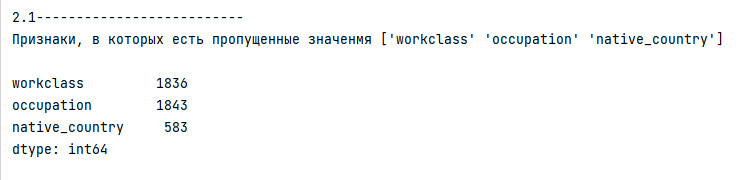 2.1--------------------------
Признаки, в которых есть пропущенные значенмя ['workclass' 'occupation' 'native_country']
workclass 1836
occupation 1843
native_country 583
dtype: int64